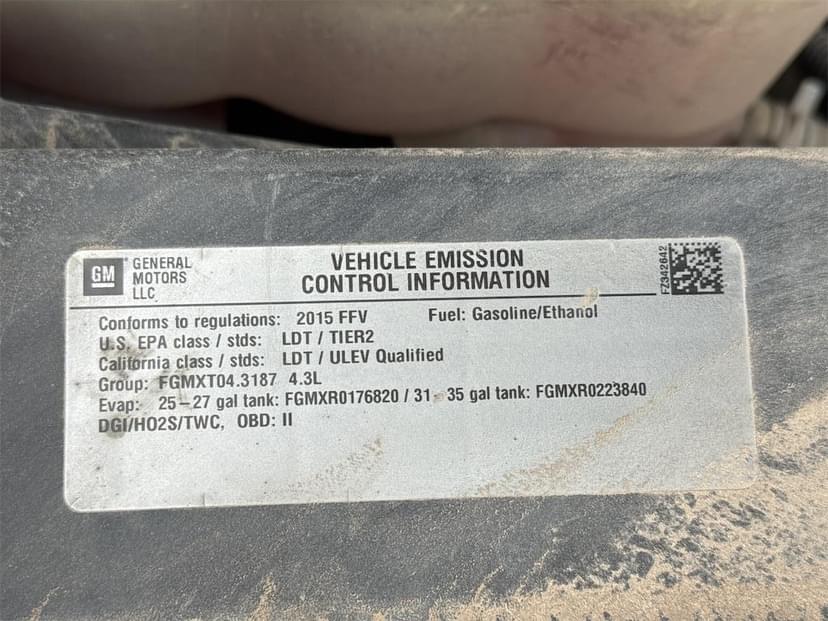 GM GENERAL MOTORS LLC
VEHICLE EMISSION
CONTROL INFORMATION
FZ342642
Conforms to regulations: 2015 FFV Fuel: Gasoline/Ethanol
U.S. EPA class / stds: LDT / TIER2
California class / stds: LDT / ULEV Qualified
Group: FGMXT04.3187 4.3L
Evap: 25-27 gal tank: FGMXR0176820 / 31- 35 gal tank: FGMXR0223840
DGI/HO2S/TWC, OBD: II